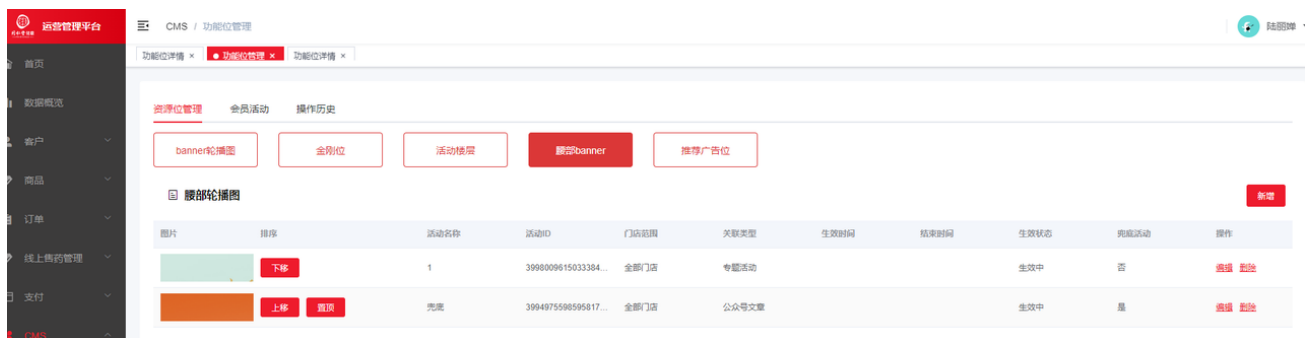 运营管理平台
CMS / 功能位管理
陆丽婵
功能位详情 × 功能位管理 × 功能位详情 ×
首页
数据概览
客户
商品
订单
线上售药管理
支付
CMS
资源位管理 会员活动 操作历史
banner轮播图 金刚位 活动楼层 腰部banner 推荐广告位
腰部轮播图
新增
图片 排序 活动名称 活动ID 门店范围 关联类型 生效时间 结束时间 生效状态 兜底活动 操作
下移 1 3998009615033384... 全部门店 专题活动 生效中 否 编辑 删除
上移 置顶 兜底 3994975598595817... 全部门店 公众号文章 生效中 是 编辑 删除